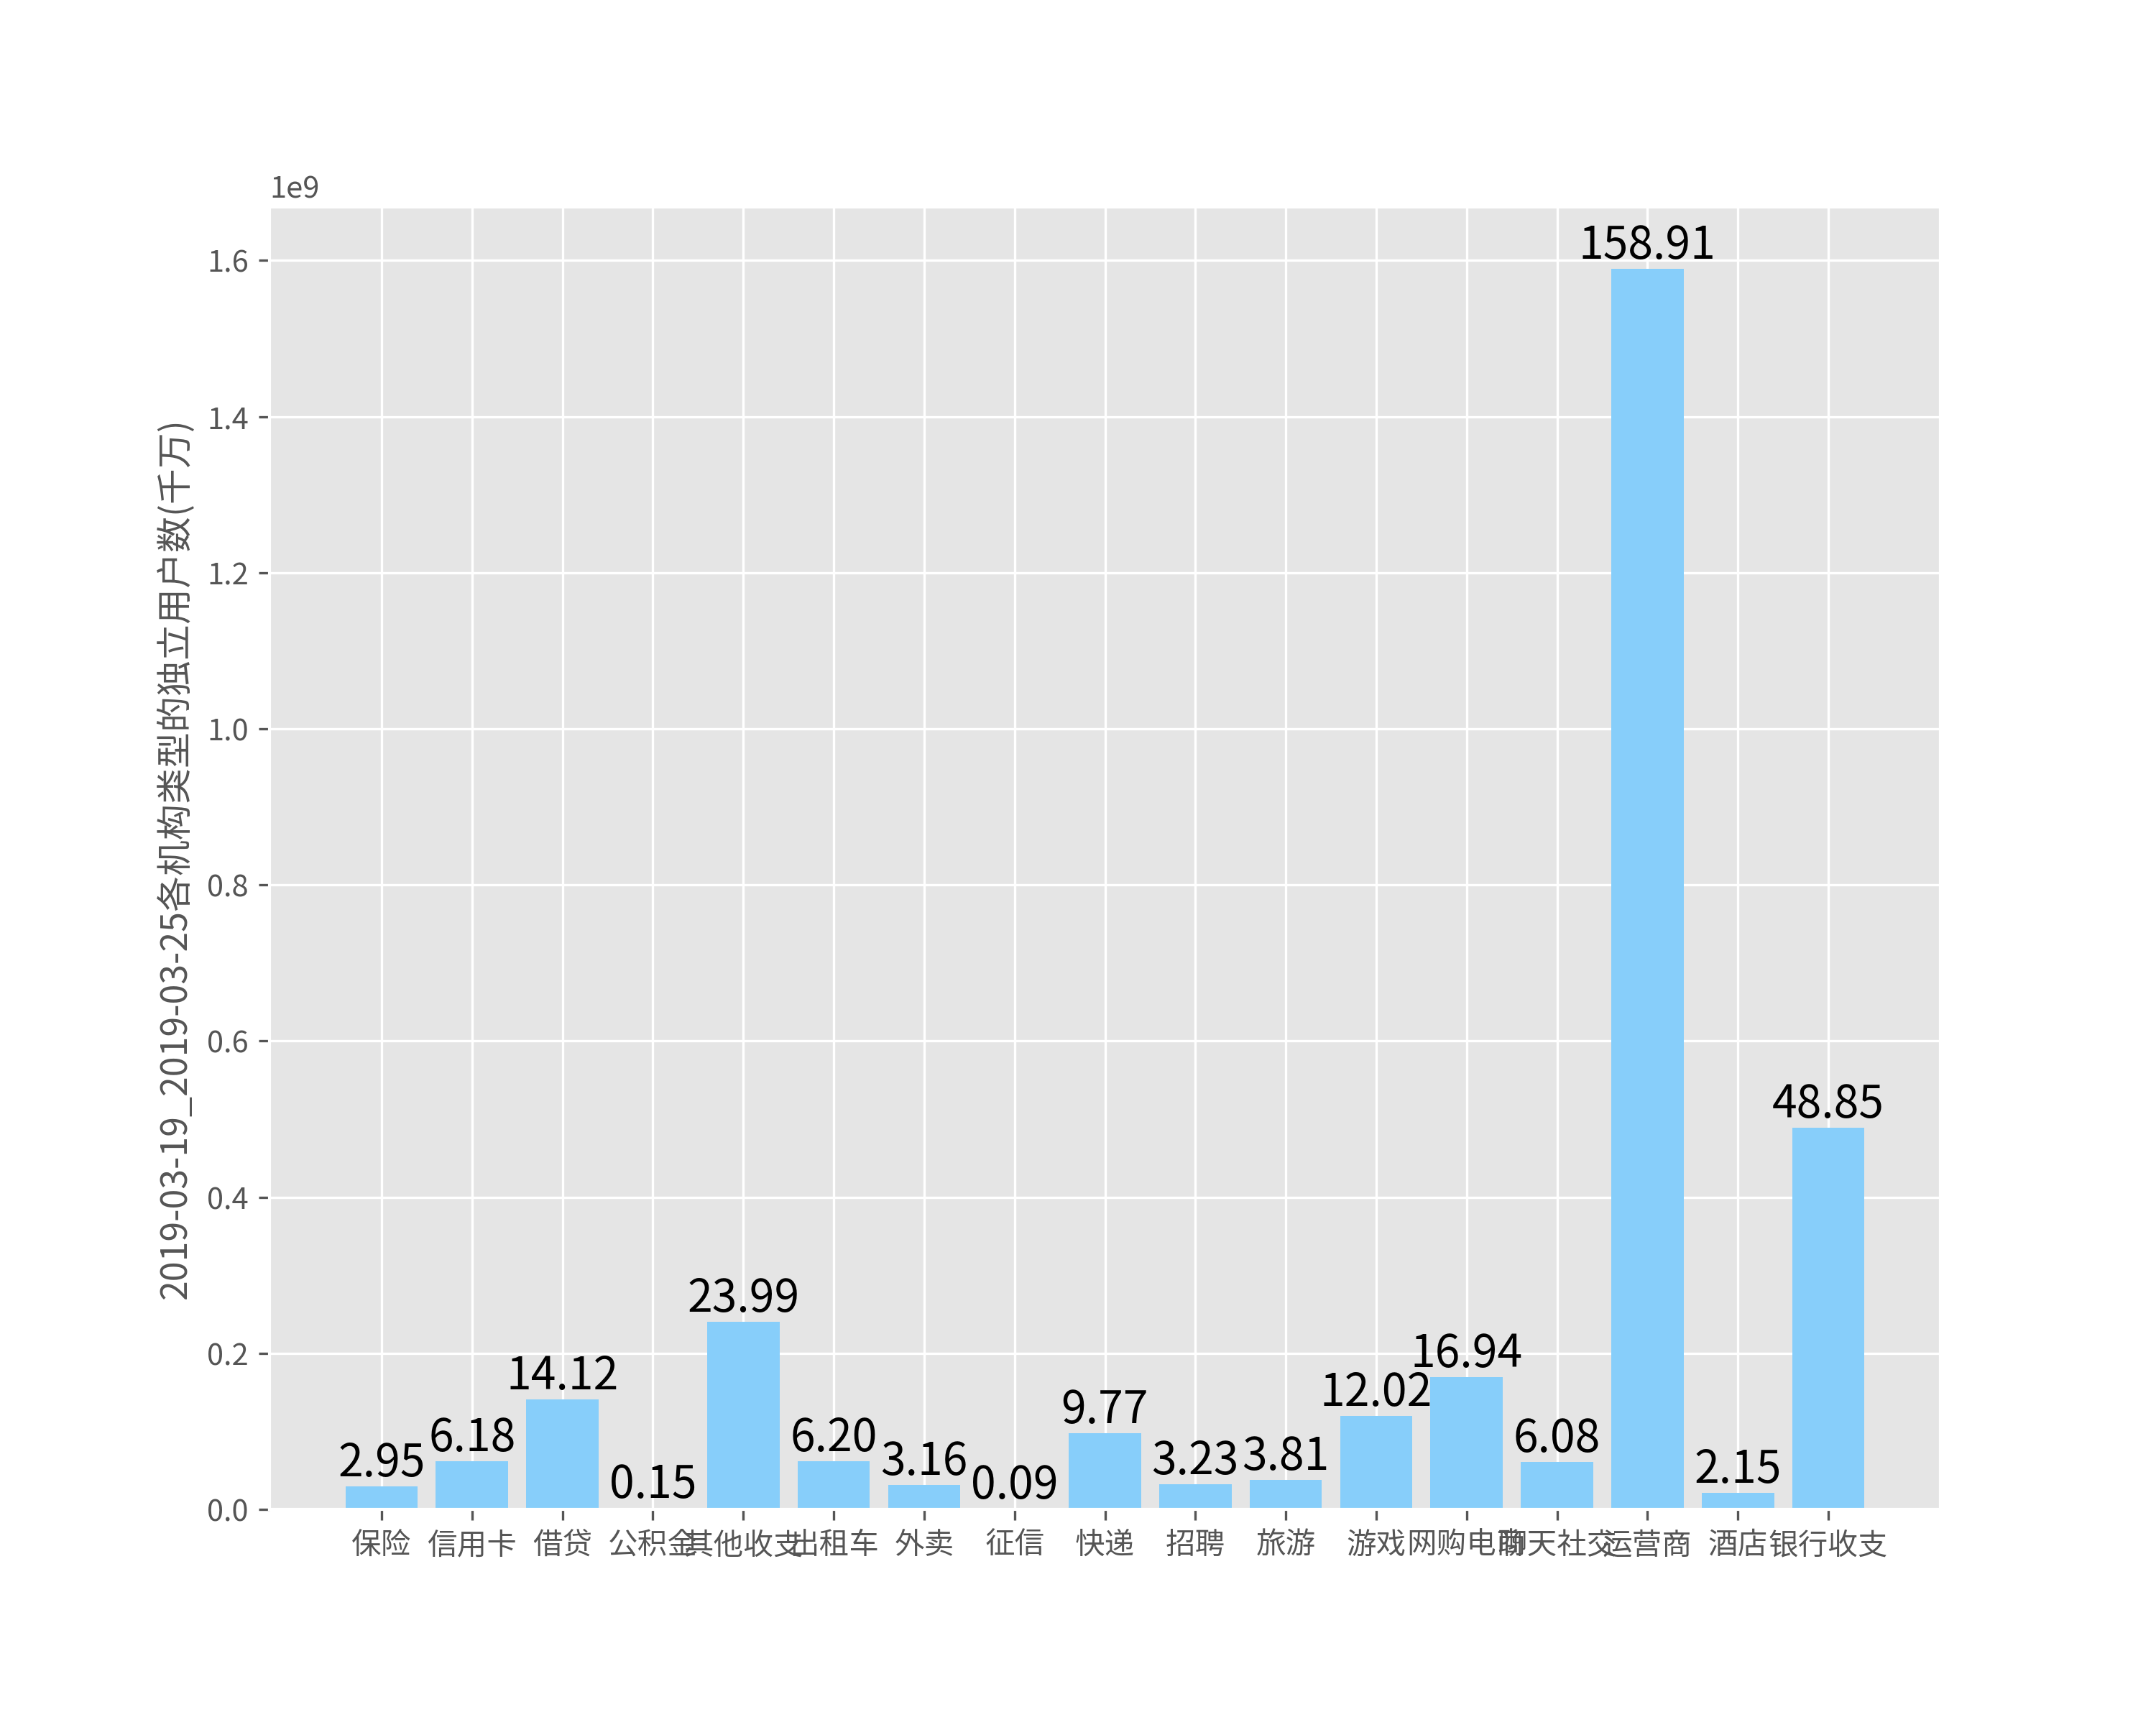 1e9
1.6
1.4
1.2
1.0
0.8
0.6
0.4
0.2
0.0
2019-03-19_2019-03-25各机构类型的独立用户数(千万)
2.95
6.18
14.12
0.15
23.99
6.20
3.16
0.09
9.77
3.23
3.81
12.02
16.94
6.08
158.91
2.15
48.85
保险
信用卡
借贷
公积金
其他收支
出租车
外卖
征信
快递
招聘
旅游
游戏
网购电商
聊天社交
运营商
酒店
银行收支